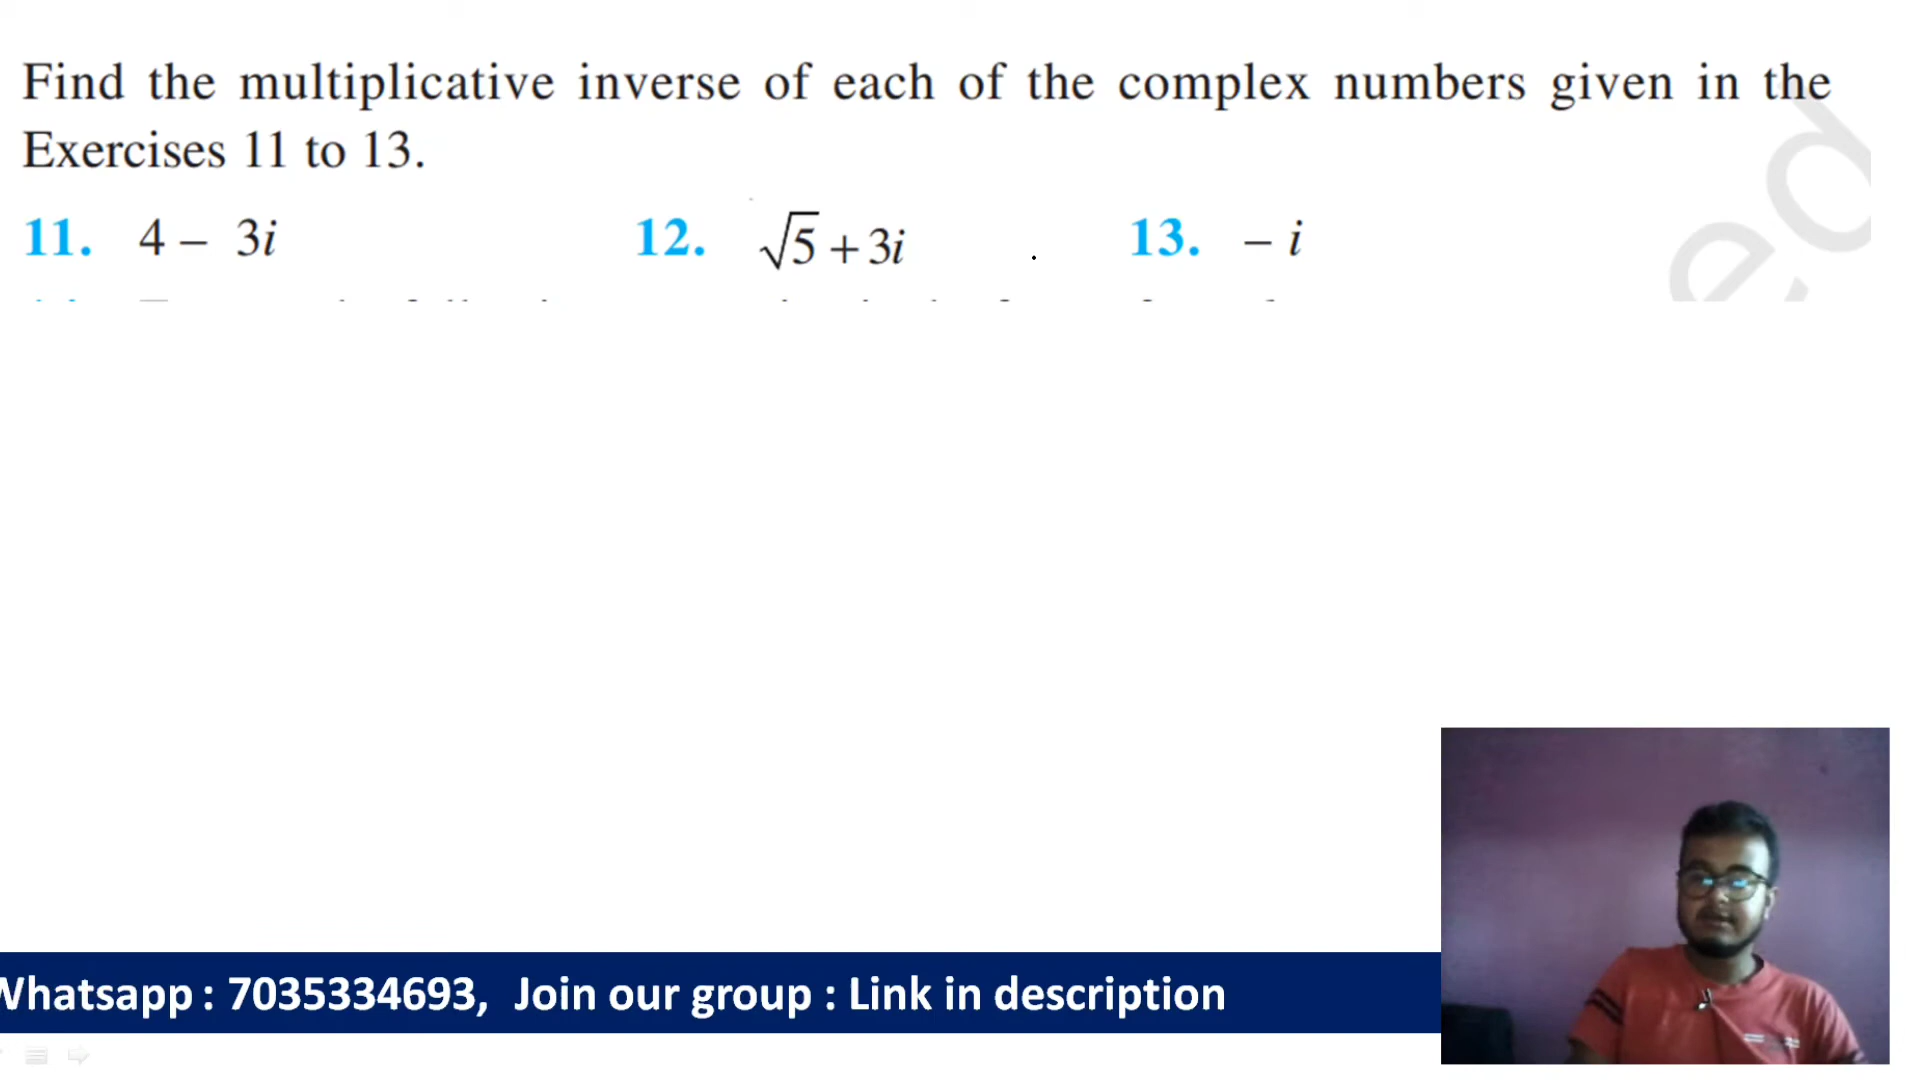 Find the multiplicative inverse of each of the complex numbers given in the
Exercises 11 to 13.
11. 4 – 3i 12. √5 + 3i 13. – i
ed
Whatsapp : 7035334693, Join our group : Link in description